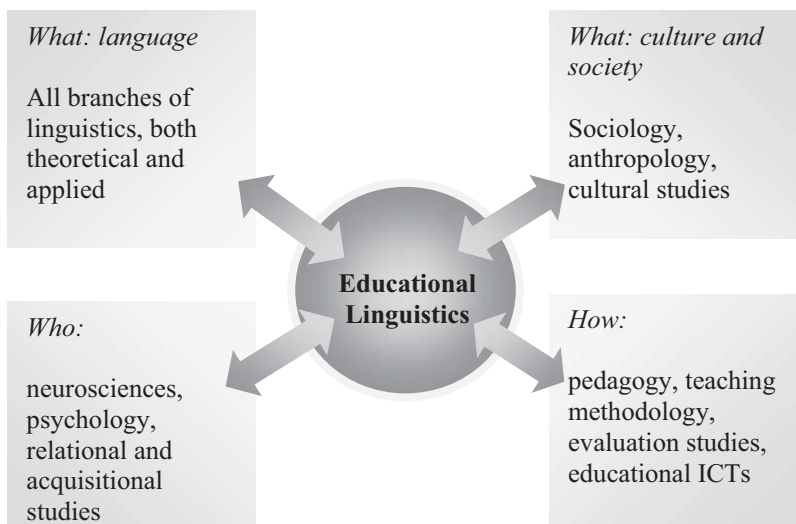 What: language
All branches of
linguistics, both
theoretical and
applied
What: culture and
society
Sociology,
anthropology,
cultural studies
Educational
Linguistics
Who:
neurosciences,
psychology,
relational and
acquisitional
studies
How:
pedagogy, teaching
methodology,
evaluation studies,
educational ICTs